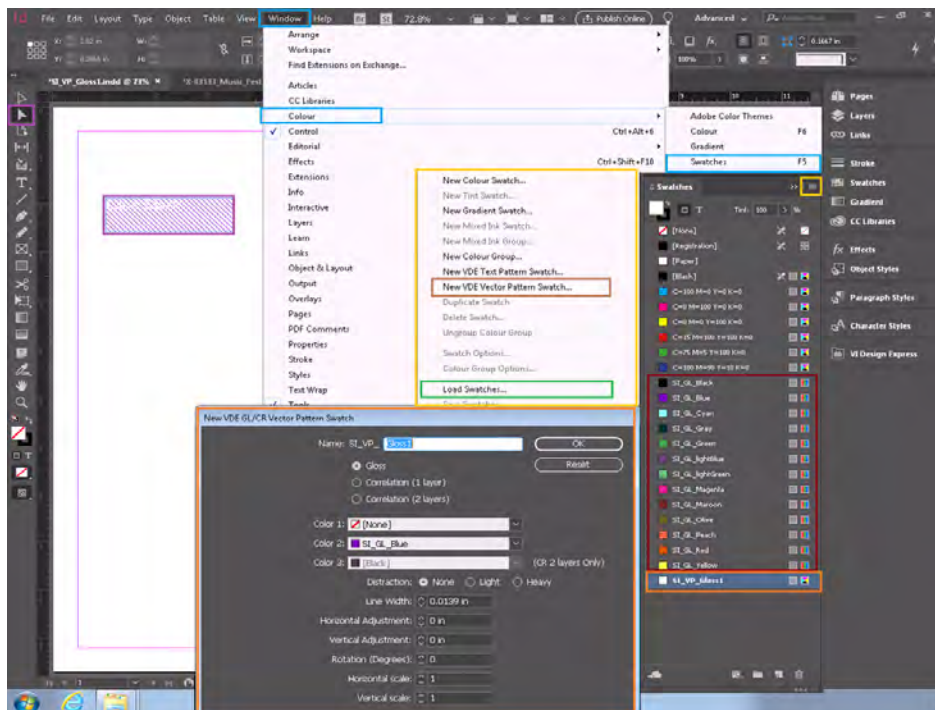 File Edit Layout Type Object Table View Window Help Br St 72.8% Publish Online Advanced
0.1667 in
100%
*SI_VP_Gloss1.indd @ 73%
Arrange
Workspace
Find Extensions on Exchange...
Articles
CC Libraries
Colour
Control Ctrl+Alt+6
Editorial
Effects Ctrl+Shift+F10
Extensions
Info
Interactive
Layers
Learn
Links
Object & Layout
Output
Overlays
Pages
PDF Comments
Properties
Stroke
Styles
Text Wrap
Tools
Adobe Color Themes
Colour F6
Gradient
Swatches F5
New Colour Swatch...
New Tint Swatch...
New Gradient Swatch...
New Mixed Ink Swatch...
New Mixed Ink Group...
New Colour Group...
New VDE Text Pattern Swatch...
New VDE Vector Pattern Swatch...
Duplicate Swatch
Delete Swatch...
Ungroup Colour Group
Swatch Options...
Colour Group Options...
Load Swatches...
Swatches
Tint: 100 %
[None]
[Registration]
[Paper]
[Black]
C=100 M=0 Y=0 K=0
C=0 M=100 Y=0 K=0
C=0 M=0 Y=100 K=0
C=15 M=100 Y=100 K=0
C=75 M=5 Y=100 K=0
C=100 M=90 Y=10 K=0
SI_GL_Black
SI_GL_Blue
SI_GL_Cyan
SI_GL_Gray
SI_GL_Green
SI_GL_lightBlue
SI_GL_lightGreen
SI_GL_Magenta
SI_GL_Maroon
SI_GL_Olive
SI_GL_Peach
SI_GL_Red
SI_GL_Yellow
SI_VP_Gloss1
Pages
Layers
Links
Stroke
Swatches
Gradient
CC Libraries
Effects
Object Styles
Paragraph Styles
Character Styles
VI Design Express
New VDE GL/CR Vector Pattern Swatch
Name: SI_VP_ Gloss1 OK
Gloss Reset
Correlation (1 layer)
Correlation (2 layers)
Color 1: [None]
Color 2: SI_GL_Blue
Color 3: [Black] (CR 2 layers Only)
Distraction: None Light Heavy
Line Width: 0.0139 in
Horizontal Adjustment: 0 in
Vertical Adjustment: 0 in
Rotation (Degrees): 0
Horizontal scale: 1
Vertical scale: 1